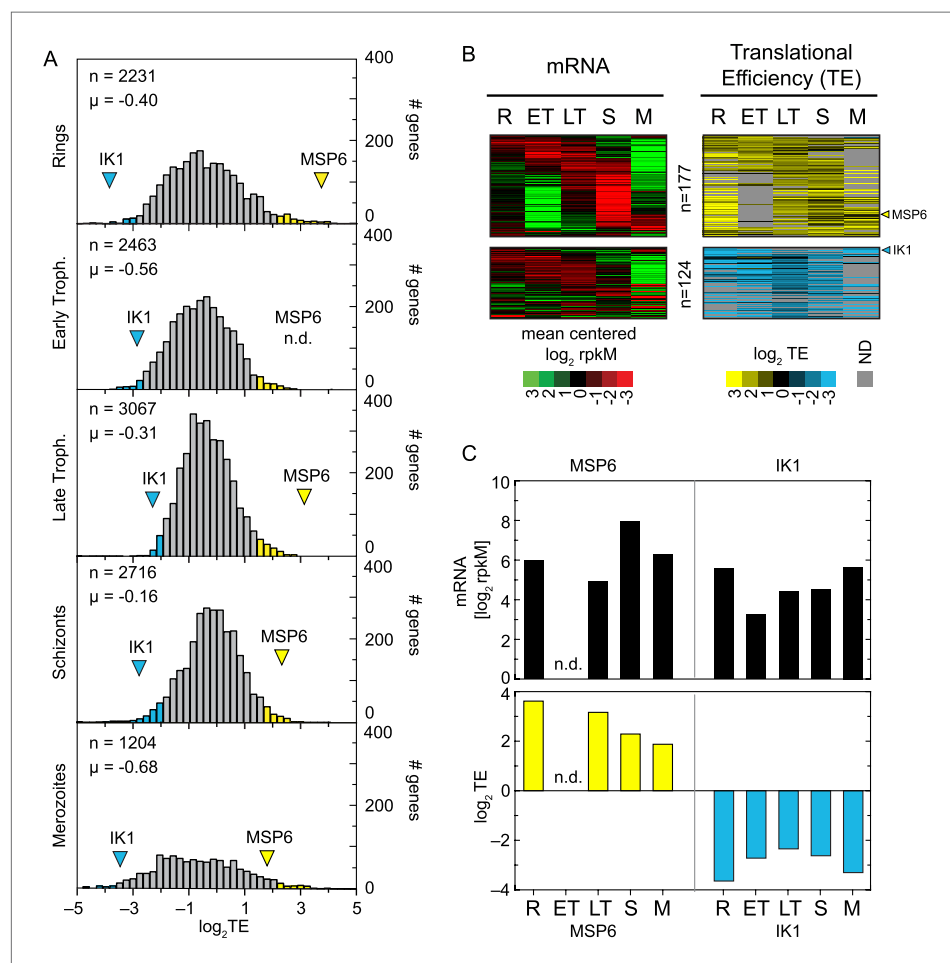 A
400
n = 2231
μ = -0.40
IK1
MSP6
200
0
# genes
Rings
400
n = 2463
μ = -0.56
IK1
MSP6
n.d.
200
0
# genes
Early Troph.
400
n = 3067
μ = -0.31
IK1
MSP6
200
0
# genes
Late Troph.
400
n = 2716
μ = -0.16
IK1
MSP6
200
0
# genes
Schizonts
400
n = 1204
μ = -0.68
IK1
MSP6
200
0
# genes
Merozoites
−5 −3 −1 1 3 5
log2TE
B
mRNA
Translational
Efficiency (TE)
R ET LT S M
R ET LT S M
n=177
MSP6
IK1
n=124
mean centered
log2 rpkM
3 2 1 0 -1 -2 -3
log2 TE
3 2 1 0 -1 -2 -3
ND
C
MSP6
IK1
mRNA
[log2 rpkM]
10
8
6
4
2
0
n.d.
log2TE
4
2
0
−2
−4
n.d.
R ET LT S M
R ET LT S M
MSP6
IK1